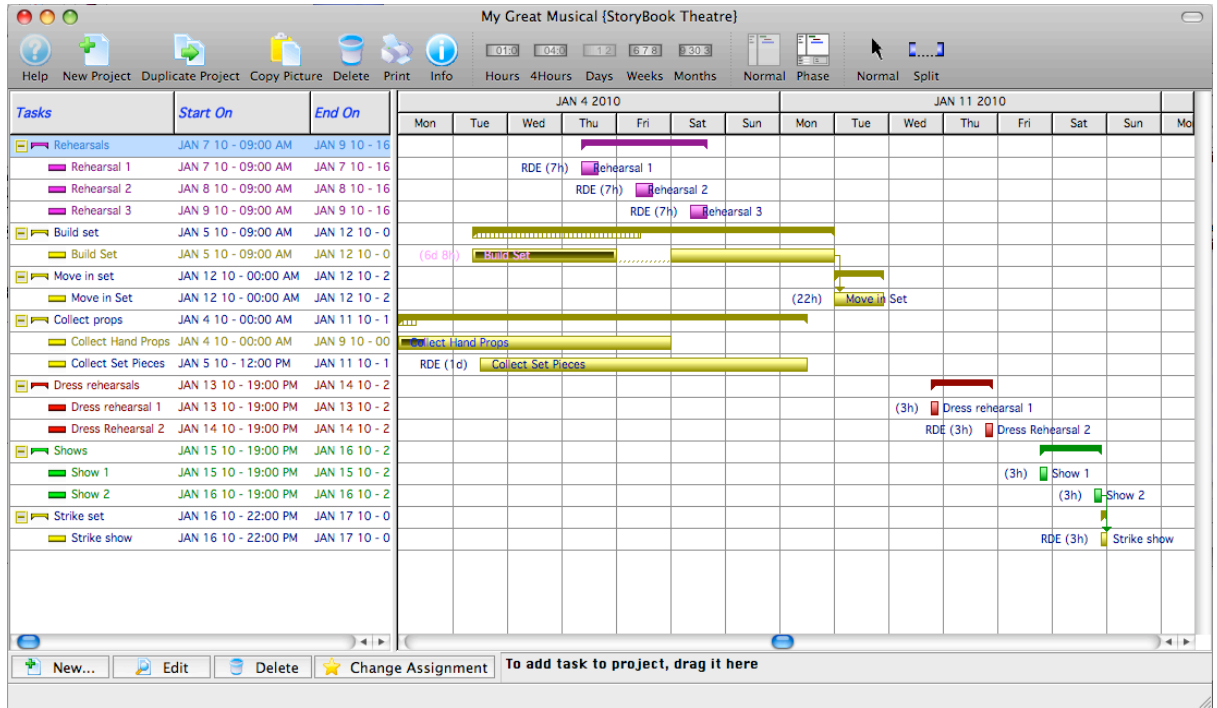 My Great Musical {StoryBook Theatre}
01:0 04:0 1 2 6 7 8 9 30 3
Help New Project Duplicate Project Copy Picture Delete Print Info Hours 4Hours Days Weeks Months Normal Phase Normal Split
Tasks Start On End On JAN 4 2010 JAN 11 2010
Mon Tue Wed Thu Fri Sat Sun Mon Tue Wed Thu Fri Sat Sun Mo
Rehearsals JAN 7 10 - 09:00 AM JAN 9 10 - 16
Rehearsal 1 JAN 7 10 - 09:00 AM JAN 7 10 - 16 RDE (7h) Rehearsal 1
Rehearsal 2 JAN 8 10 - 09:00 AM JAN 8 10 - 16 RDE (7h) Rehearsal 2
Rehearsal 3 JAN 9 10 - 09:00 AM JAN 9 10 - 16 RDE (7h) Rehearsal 3
Build set JAN 5 10 - 09:00 AM JAN 12 10 - 0
Build Set JAN 5 10 - 09:00 AM JAN 12 10 - 0 (6d 8h) Build Set
Move in set JAN 12 10 - 00:00 AM JAN 12 10 - 2
Move in Set JAN 12 10 - 00:00 AM JAN 12 10 - 2 (22h) Move in Set
Collect props JAN 4 10 - 00:00 AM JAN 11 10 - 1
Collect Hand Props JAN 4 10 - 00:00 AM JAN 9 10 - 00 Collect Hand Props
Collect Set Pieces JAN 5 10 - 12:00 PM JAN 11 10 - 1 RDE (1d) Collect Set Pieces
Dress rehearsals JAN 13 10 - 19:00 PM JAN 14 10 - 2
Dress rehearsal 1 JAN 13 10 - 19:00 PM JAN 13 10 - 2 (3h) Dress rehearsal 1
Dress Rehearsal 2 JAN 14 10 - 19:00 PM JAN 14 10 - 2 RDE (3h) Dress Rehearsal 2
Shows JAN 15 10 - 19:00 PM JAN 16 10 - 2
Show 1 JAN 15 10 - 19:00 PM JAN 15 10 - 2 (3h) Show 1
Show 2 JAN 16 10 - 19:00 PM JAN 16 10 - 2 (3h) Show 2
Strike set JAN 16 10 - 22:00 PM JAN 17 10 - 0
Strike show JAN 16 10 - 22:00 PM JAN 17 10 - 0 RDE (3h) Strike show
New... Edit Delete Change Assignment To add task to project, drag it here